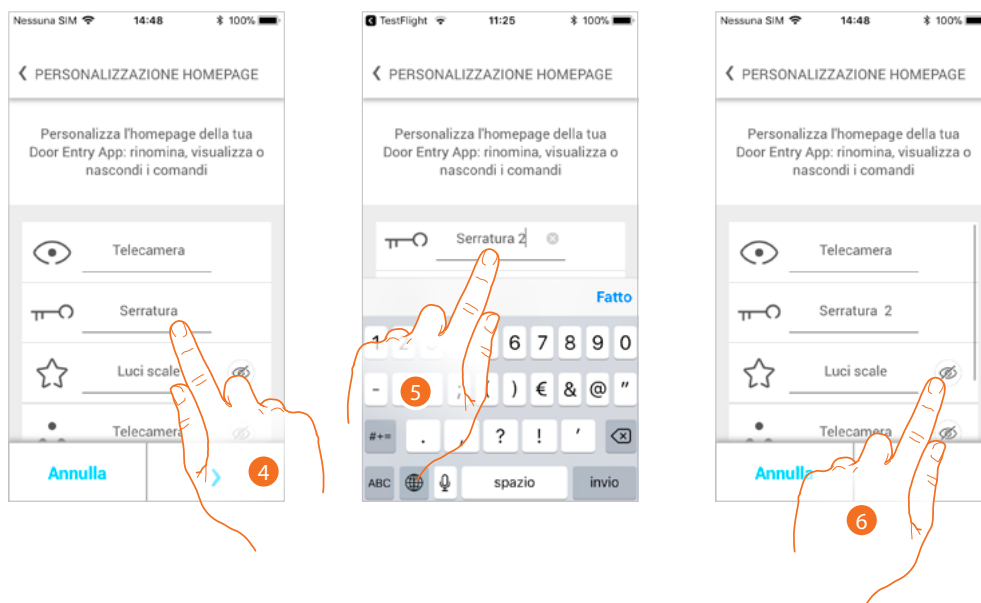 Nessuna SIM 14:48 100%
PERSONALIZZAZIONE HOMEPAGE
Personalizza l'homepage della tua
Door Entry App: rinomina, visualizza o
nascondi i comandi
Telecamera
Serratura
Luci scale
Telecamera
Annulla
4
TestFlight 11:25 100%
PERSONALIZZAZIONE HOMEPAGE
Personalizza l'homepage della tua
Door Entry App: rinomina, visualizza o
nascondi i comandi
Serratura 2
Fatto
1 2 3 6 7 8 9 0
- ; ( ) € & @ "
5
#+= . , ? ! '
ABC spazio invio
Nessuna SIM 14:48 100%
PERSONALIZZAZIONE HOMEPAGE
Personalizza l'homepage della tua
Door Entry App: rinomina, visualizza o
nascondi i comandi
Telecamera
Serratura 2
Luci scale
Telecamera
Annulla
6